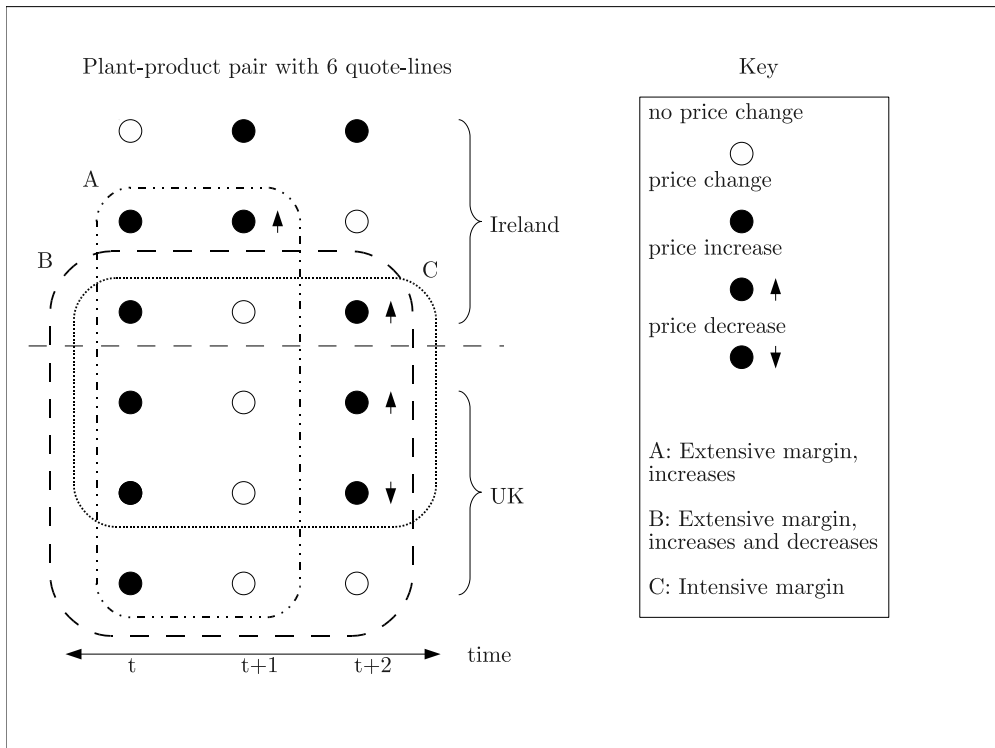 Plant-product pair with 6 quote-lines
A
B
C
Ireland
UK
t
t+1
t+2
time
Key
no price change
price change
price increase
price decrease
A: Extensive margin,
increases
B: Extensive margin,
increases and decreases
C: Intensive margin